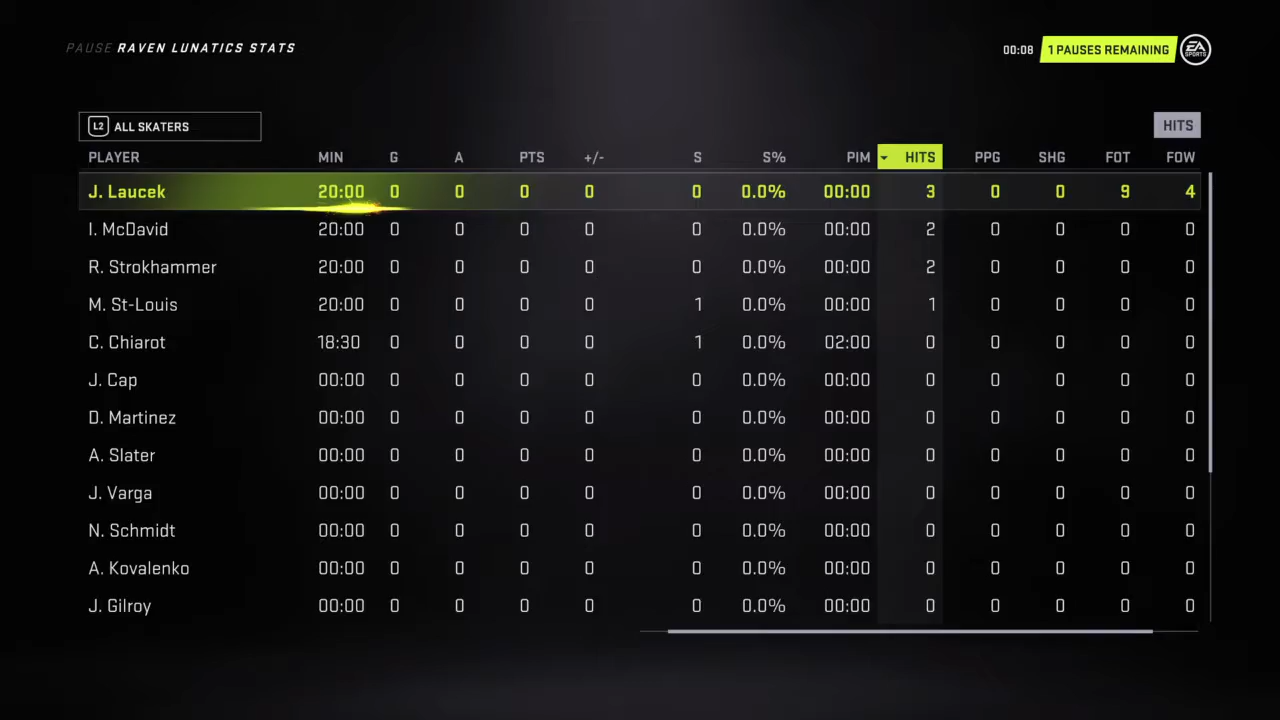 PAUSE RAVEN LUNATICS STATS
00:08 1 PAUSES REMAINING EA SPORTS
L2 ALL SKATERS HITS
PLAYER MIN G A PTS +/- S S% PIM HITS PPG SHG FOT FOW
J. Laucek 20:00 0 0 0 0 0 0.0% 00:00 3 0 0 9 4
I. McDavid 20:00 0 0 0 0 0 0.0% 00:00 2 0 0 0 0
R. Strokhammer 20:00 0 0 0 0 0 0.0% 00:00 2 0 0 0 0
M. St-Louis 20:00 0 0 0 0 1 0.0% 00:00 1 0 0 0 0
C. Chiarot 18:30 0 0 0 0 1 0.0% 02:00 0 0 0 0 0
J. Cap 00:00 0 0 0 0 0 0.0% 00:00 0 0 0 0 0
D. Martinez 00:00 0 0 0 0 0 0.0% 00:00 0 0 0 0 0
A. Slater 00:00 0 0 0 0 0 0.0% 00:00 0 0 0 0 0
J. Varga 00:00 0 0 0 0 0 0.0% 00:00 0 0 0 0 0
N. Schmidt 00:00 0 0 0 0 0 0.0% 00:00 0 0 0 0 0
A. Kovalenko 00:00 0 0 0 0 0 0.0% 00:00 0 0 0 0 0
J. Gilroy 00:00 0 0 0 0 0 0.0% 00:00 0 0 0 0 0